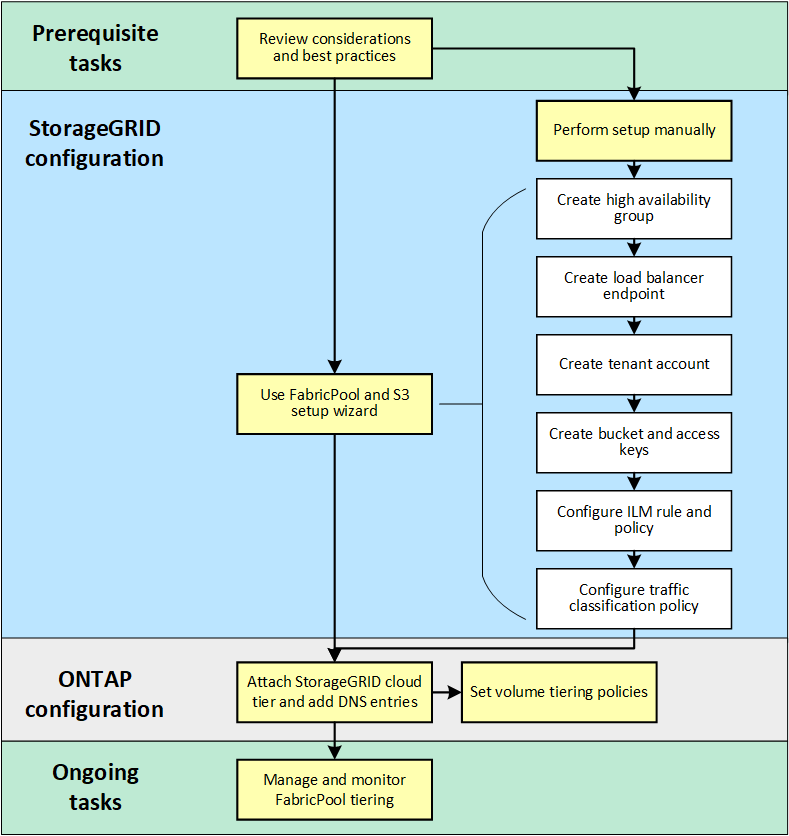 Prerequisite
tasks
Review considerations
and best practices
StorageGRID
configuration
Perform setup manually
Create high availability
group
Create load balancer
endpoint
Create tenant account
Use FabricPool and S3
setup wizard
Create bucket and access
keys
Configure ILM rule and
policy
Configure traffic
classification policy
ONTAP
configuration
Attach StorageGRID cloud
tier and add DNS entries
Set volume tiering policies
Ongoing
tasks
Manage and monitor
FabricPool tiering